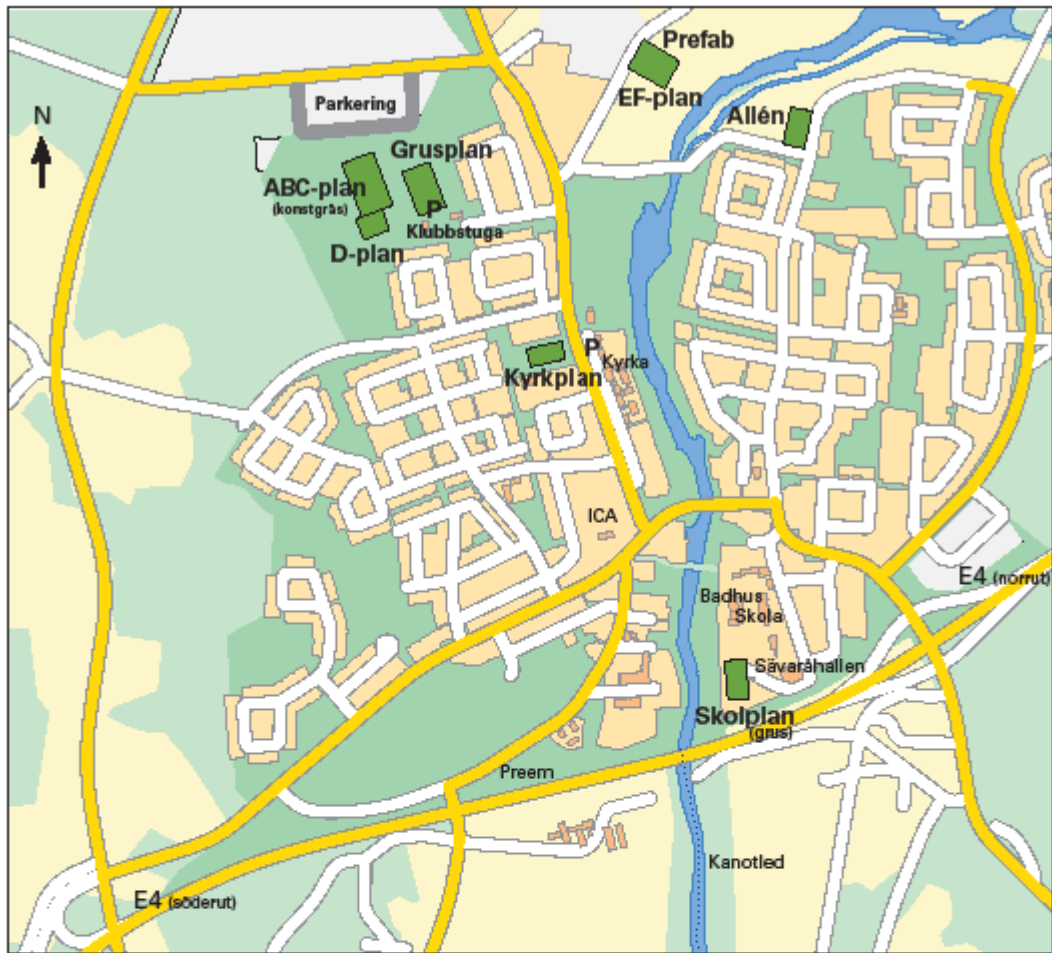 Prefab
EF-plan
Parkering
N
Allén
Grusplan
ABC-plan
(konstgräs)
P
Klubbstuga
D-plan
P
Kyrka
Kyrkplan
ICA
E4 (norrut)
Badhus
Skola
Sävaråhallen
Skolplan
(grus)
Preem
Kanotled
E4 (söderut)